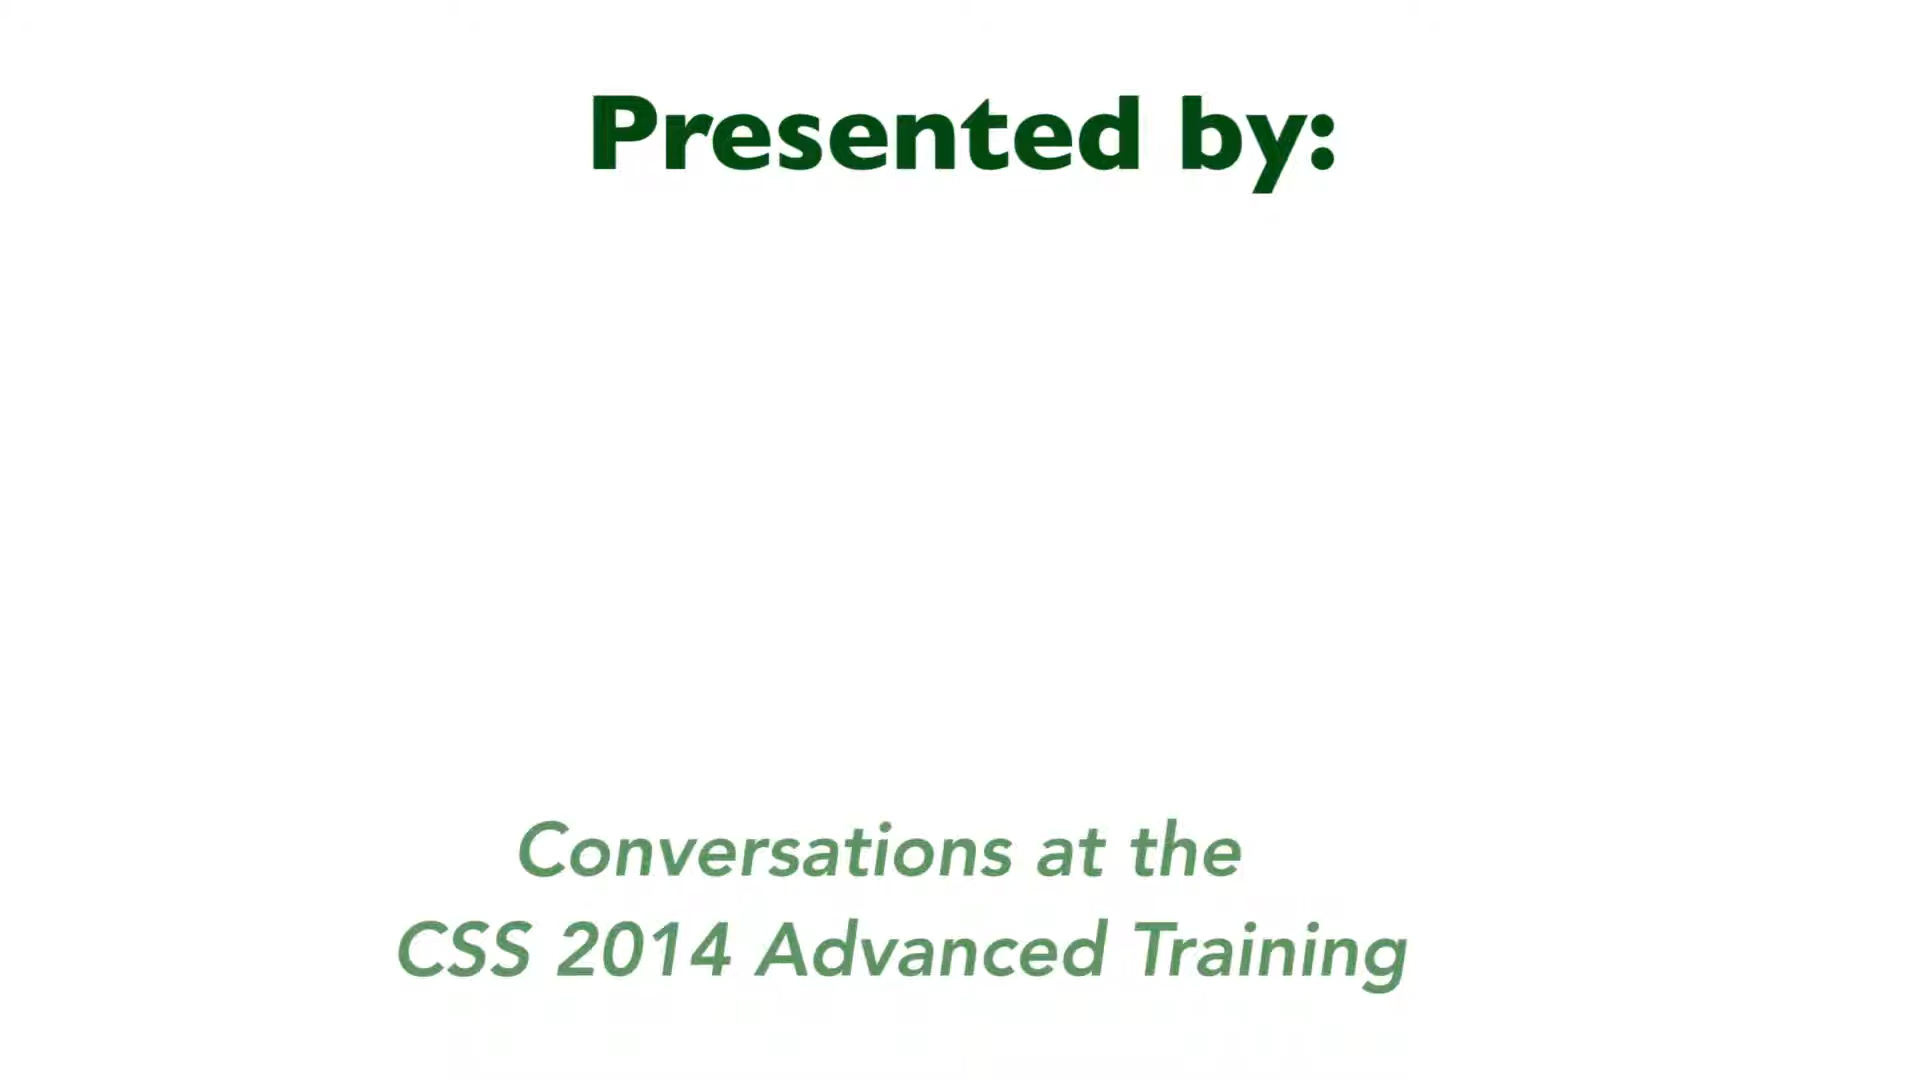 Presented by:
Conversations at the
CSS 2014 Advanced Training